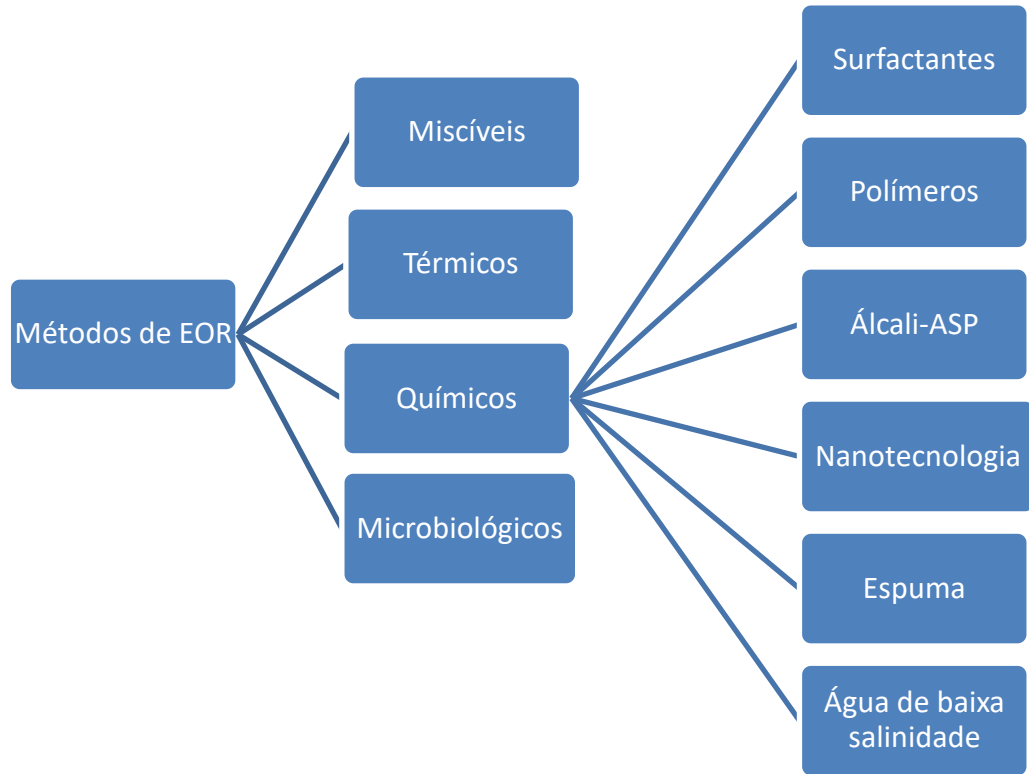 Métodos de EOR
Miscíveis
Térmicos
Químicos
Microbiológicos
Surfactantes
Polímeros
Álcali-ASP
Nanotecnologia
Espuma
Água de baixa
salinidade